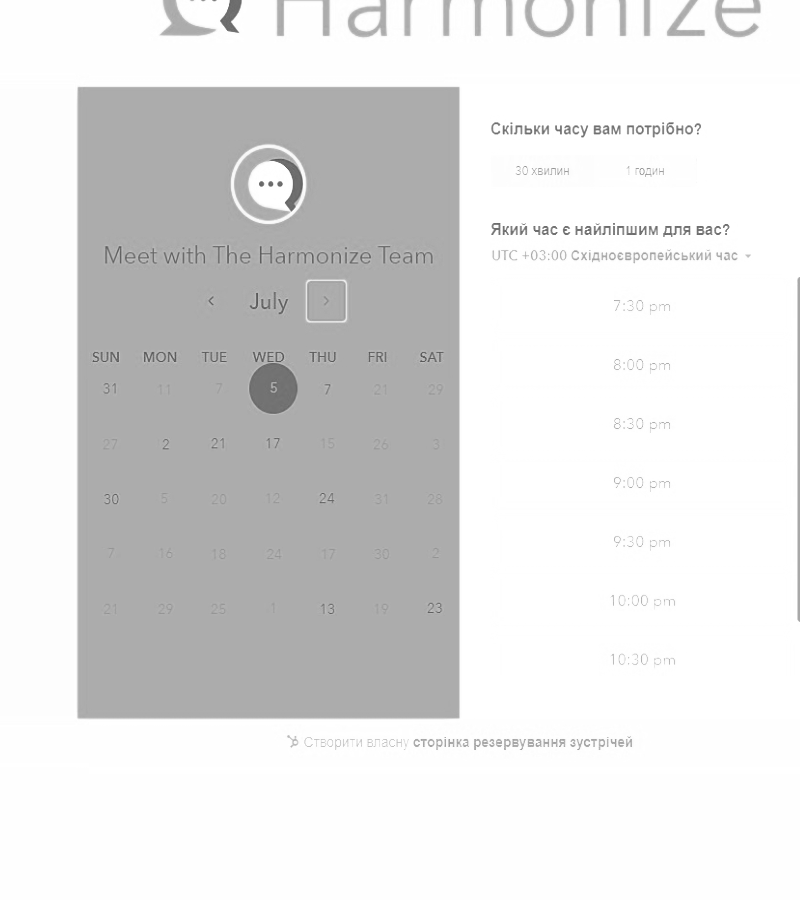 Harmonize
Meet with The Harmonize Team
July
SUN MON TUE WED THU FRI SAT
31 11 7 5 7 21 29
27 2 21 17 15 26 3
30 5 20 12 24 31 28
7 16 18 24 17 30 2
21 29 25 1 13 19 23
Скільки часу вам потрібно?
30 хвилин 1 годин
Який час є найліпшим для вас?
UTC +03:00 Східноєвропейський час
7:30 pm
8:00 pm
8:30 pm
9:00 pm
9:30 pm
10:00 pm
10:30 pm
Створити власну сторінка резервування зустрічей